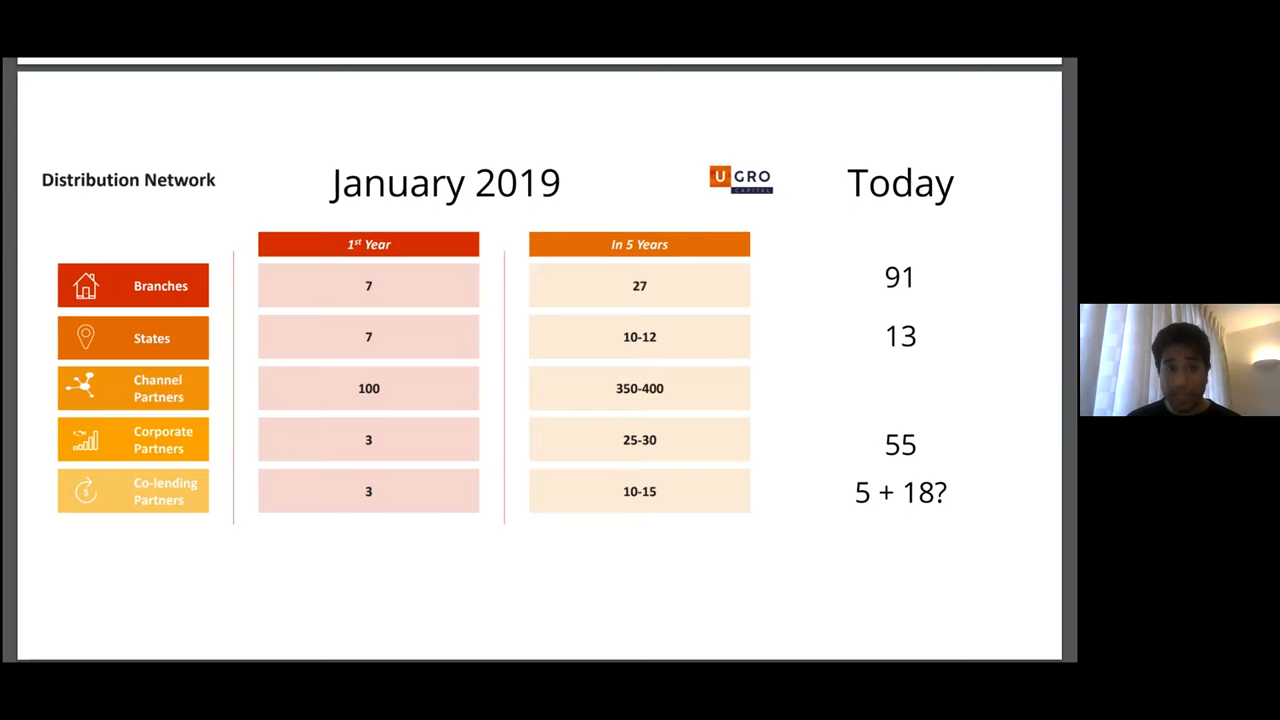 Distribution Network
January 2019
U GRO
CAPITAL
Today
1st Year
In 5 Years
Branches
7
27
91
States
7
10-12
13
Channel
Partners
100
350-400
Corporate
Partners
3
25-30
55
Co-lending
Partners
3
10-15
5 + 18?